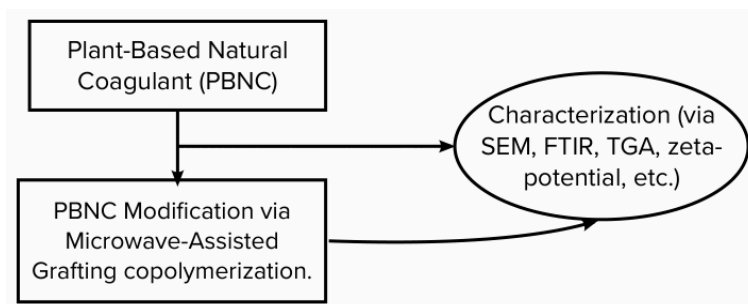 Plant-Based Natural
Coagulant (PBNC)
Characterization (via
SEM, FTIR, TGA, zeta-
potential, etc.)
PBNC Modification via
Microwave-Assisted
Grafting copolymerization.